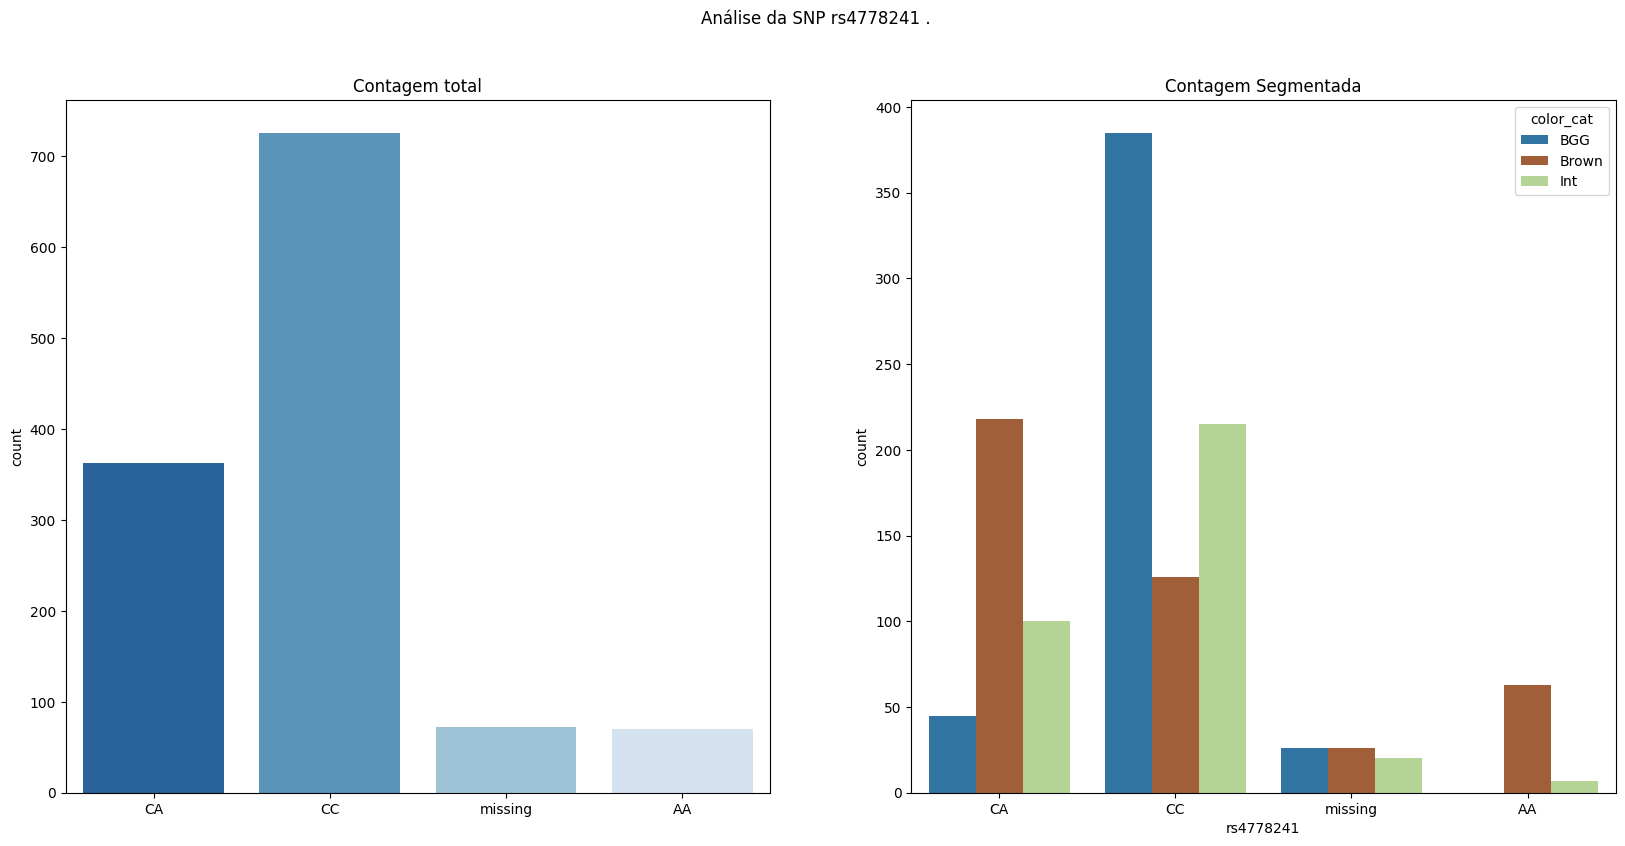 Análise da SNP rs4778241 .
Contagem total
count
700
600
500
400
300
200
100
0
CA
CC
missing
AA
Contagem Segmentada
count
400
350
300
250
200
150
100
50
0
color_cat
BGG
Brown
Int
CA
CC
missing
AA
rs4778241